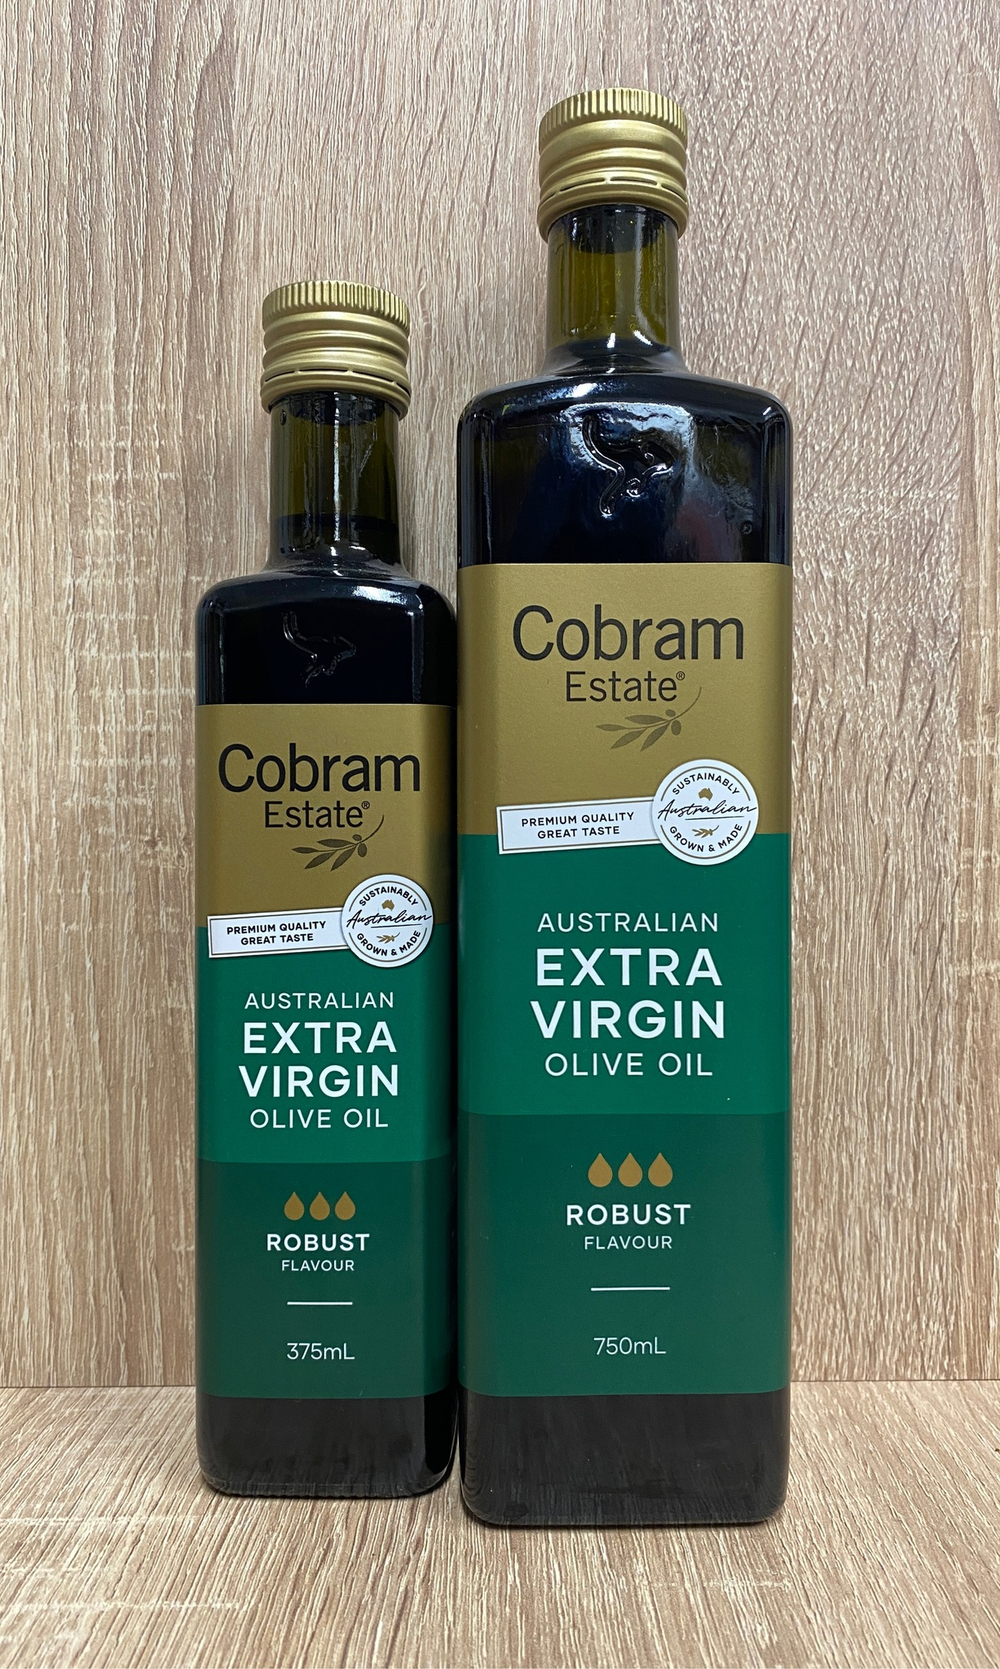 Cobram
Estate®
PREMIUM QUALITY
GREAT TASTE
SUSTAINABLY
Australian
GROWN & MADE
AUSTRALIAN
EXTRA
VIRGIN
OLIVE OIL
ROBUST
FLAVOUR
375mL
Cobram
Estate®
PREMIUM QUALITY
GREAT TASTE
SUSTAINABLY
Australian
GROWN & MADE
AUSTRALIAN
EXTRA
VIRGIN
OLIVE OIL
ROBUST
FLAVOUR
750mL